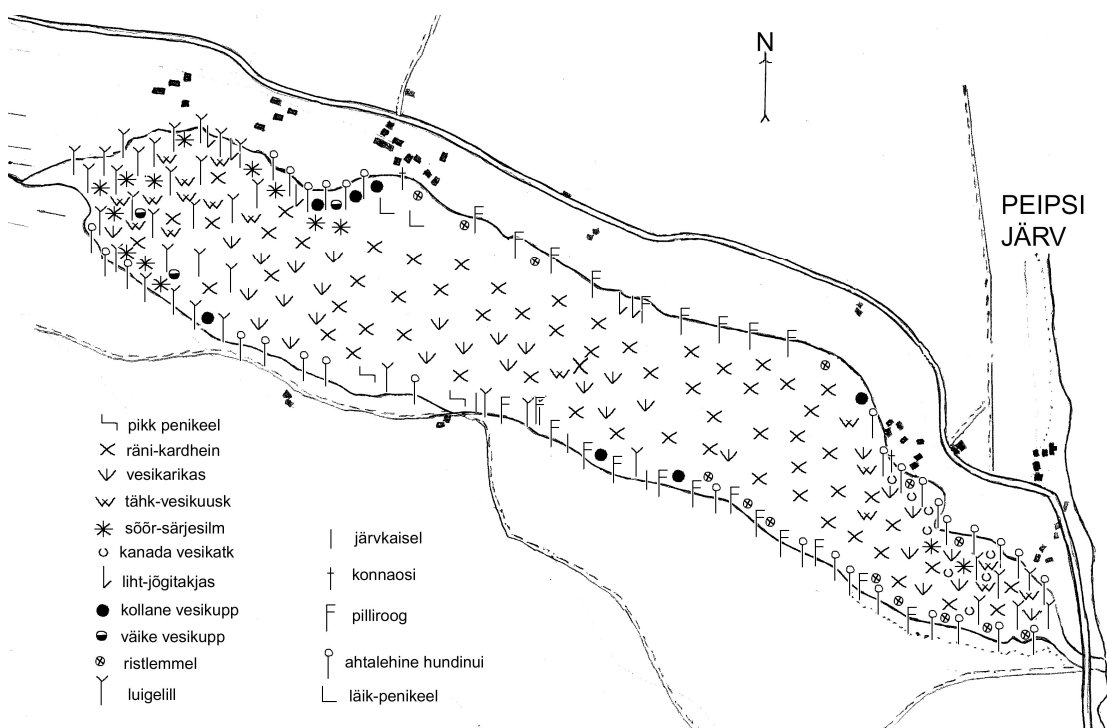 N
PEIPSI
JÄRV
pikk penikeel
räni-kardhein
vesikarikas
tähk-vesikuusk
sõõr-särjesilm
kanada vesikatk
liht-jõgitakjas
kollane vesikupp
väike vesikupp
ristlemmel
luigelill
järvkaisel
konnaosi
pilliroog
ahtalehine hundinui
läik-penikeel